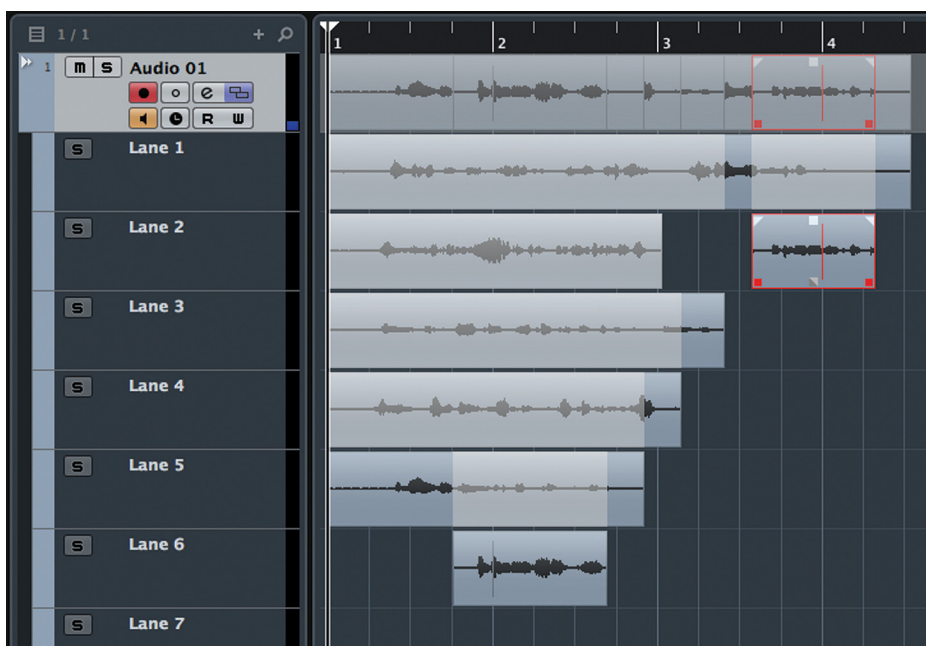 1 / 1 +
1 2 3 4
1 m S Audio 01
e
R W
S Lane 1
S Lane 2
S Lane 3
S Lane 4
S Lane 5
S Lane 6
S Lane 7